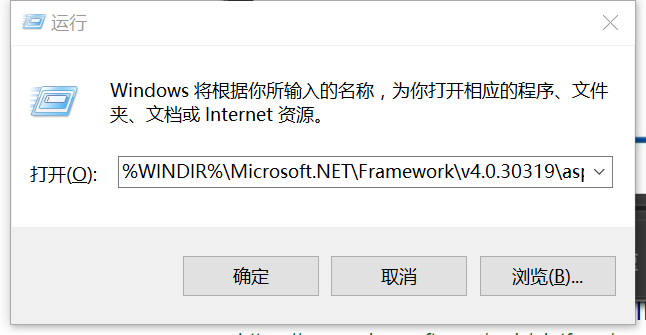 运行
Windows 将根据你所输入的名称，为你打开相应的程序、文件
夹、文档或 Internet 资源。
打开(O):
%WINDIR%\Microsoft.NET\Framework\v4.0.30319\asp
确定
取消
浏览(B)...